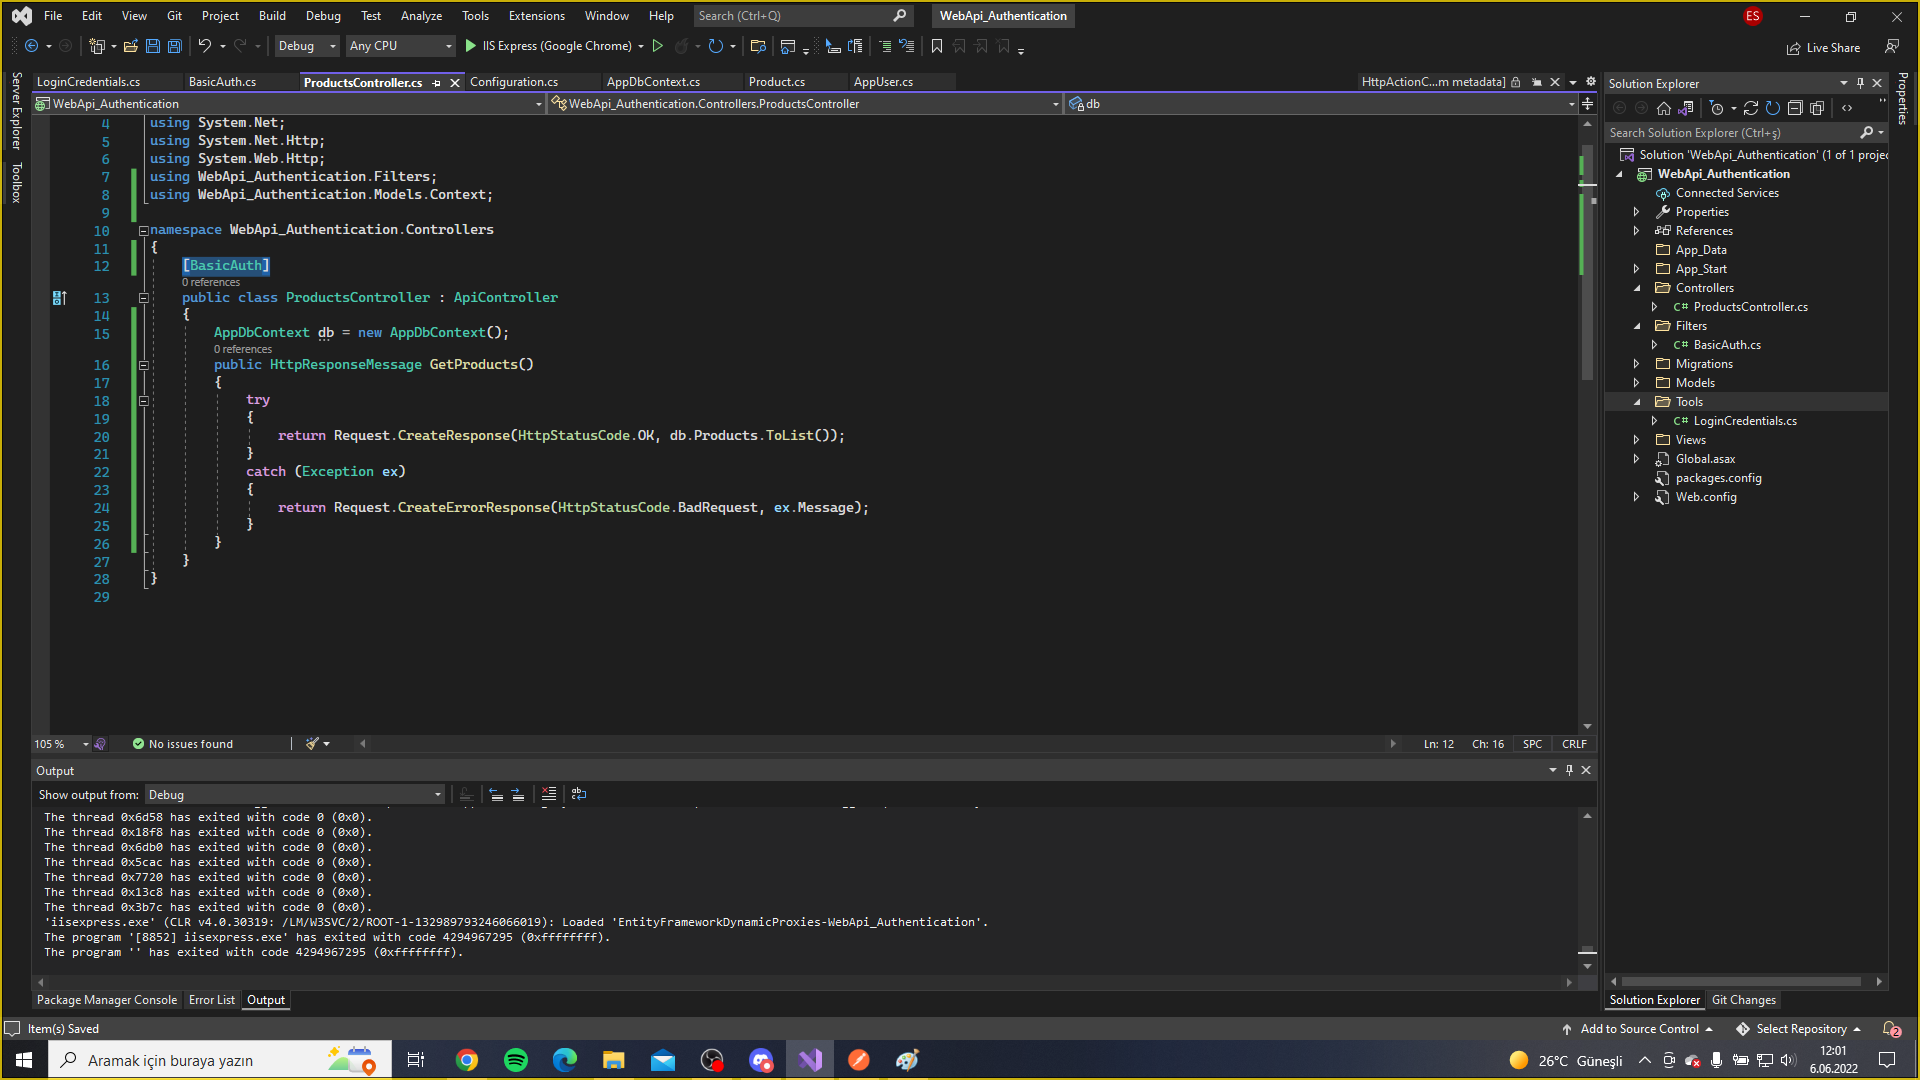 File Edit View Git Project Build Debug Test Analyze Tools Extensions Window Help Search (Ctrl+Q) WebApi_Authentication ES
Debug Any CPU IIS Express (Google Chrome) Live Share
LoginCredentials.cs BasicAuth.cs ProductsController.cs Configuration.cs AppDbContext.cs Product.cs AppUser.cs HttpActionC...m metadata]
WebApi_Authentication WebApi_Authentication.Controllers.ProductsController db
Server Explorer
Toolbox
4 using System.Net;
5 using System.Net.Http;
6 using System.Web.Http;
7 using WebApi_Authentication.Filters;
8 using WebApi_Authentication.Models.Context;
9
10 namespace WebApi_Authentication.Controllers
11 {
12 [BasicAuth]
0 references
13 public class ProductsController : ApiController
14 {
15 AppDbContext db = new AppDbContext();
0 references
16 public HttpResponseMessage GetProducts()
17 {
18 try
19 {
20 return Request.CreateResponse(HttpStatusCode.OK, db.Products.ToList());
21 }
22 catch (Exception ex)
23 {
24 return Request.CreateErrorResponse(HttpStatusCode.BadRequest, ex.Message);
25 }
26 }
27 }
28 }
29
105 % No issues found Ln: 12 Ch: 16 SPC CRLF
Output
Show output from: Debug
The thread 0x6d58 has exited with code 0 (0x0).
The thread 0x18f8 has exited with code 0 (0x0).
The thread 0x6db0 has exited with code 0 (0x0).
The thread 0x5cac has exited with code 0 (0x0).
The thread 0x7720 has exited with code 0 (0x0).
The thread 0x13c8 has exited with code 0 (0x0).
The thread 0x3b7c has exited with code 0 (0x0).
'iisexpress.exe' (CLR v4.0.30319: /LM/W3SVC/2/ROOT-1-132989793246066019): Loaded 'EntityFrameworkDynamicProxies-WebApi_Authentication'.
The program '[8852] iisexpress.exe' has exited with code 4294967295 (0xffffffff).
The program '' has exited with code 4294967295 (0xffffffff).
Package Manager Console Error List Output
Solution Explorer
Search Solution Explorer (Ctrl+ş)
Solution 'WebApi_Authentication' (1 of 1 projec
WebApi_Authentication
Connected Services
Properties
References
App_Data
App_Start
Controllers
C# ProductsController.cs
Filters
C# BasicAuth.cs
Migrations
Models
Tools
C# LoginCredentials.cs
Views
Global.asax
packages.config
Web.config
Solution Explorer Git Changes
Properties
Item(s) Saved Add to Source Control Select Repository 2
Aramak için buraya yazın 26°C Güneşli 12:01
6.06.2022